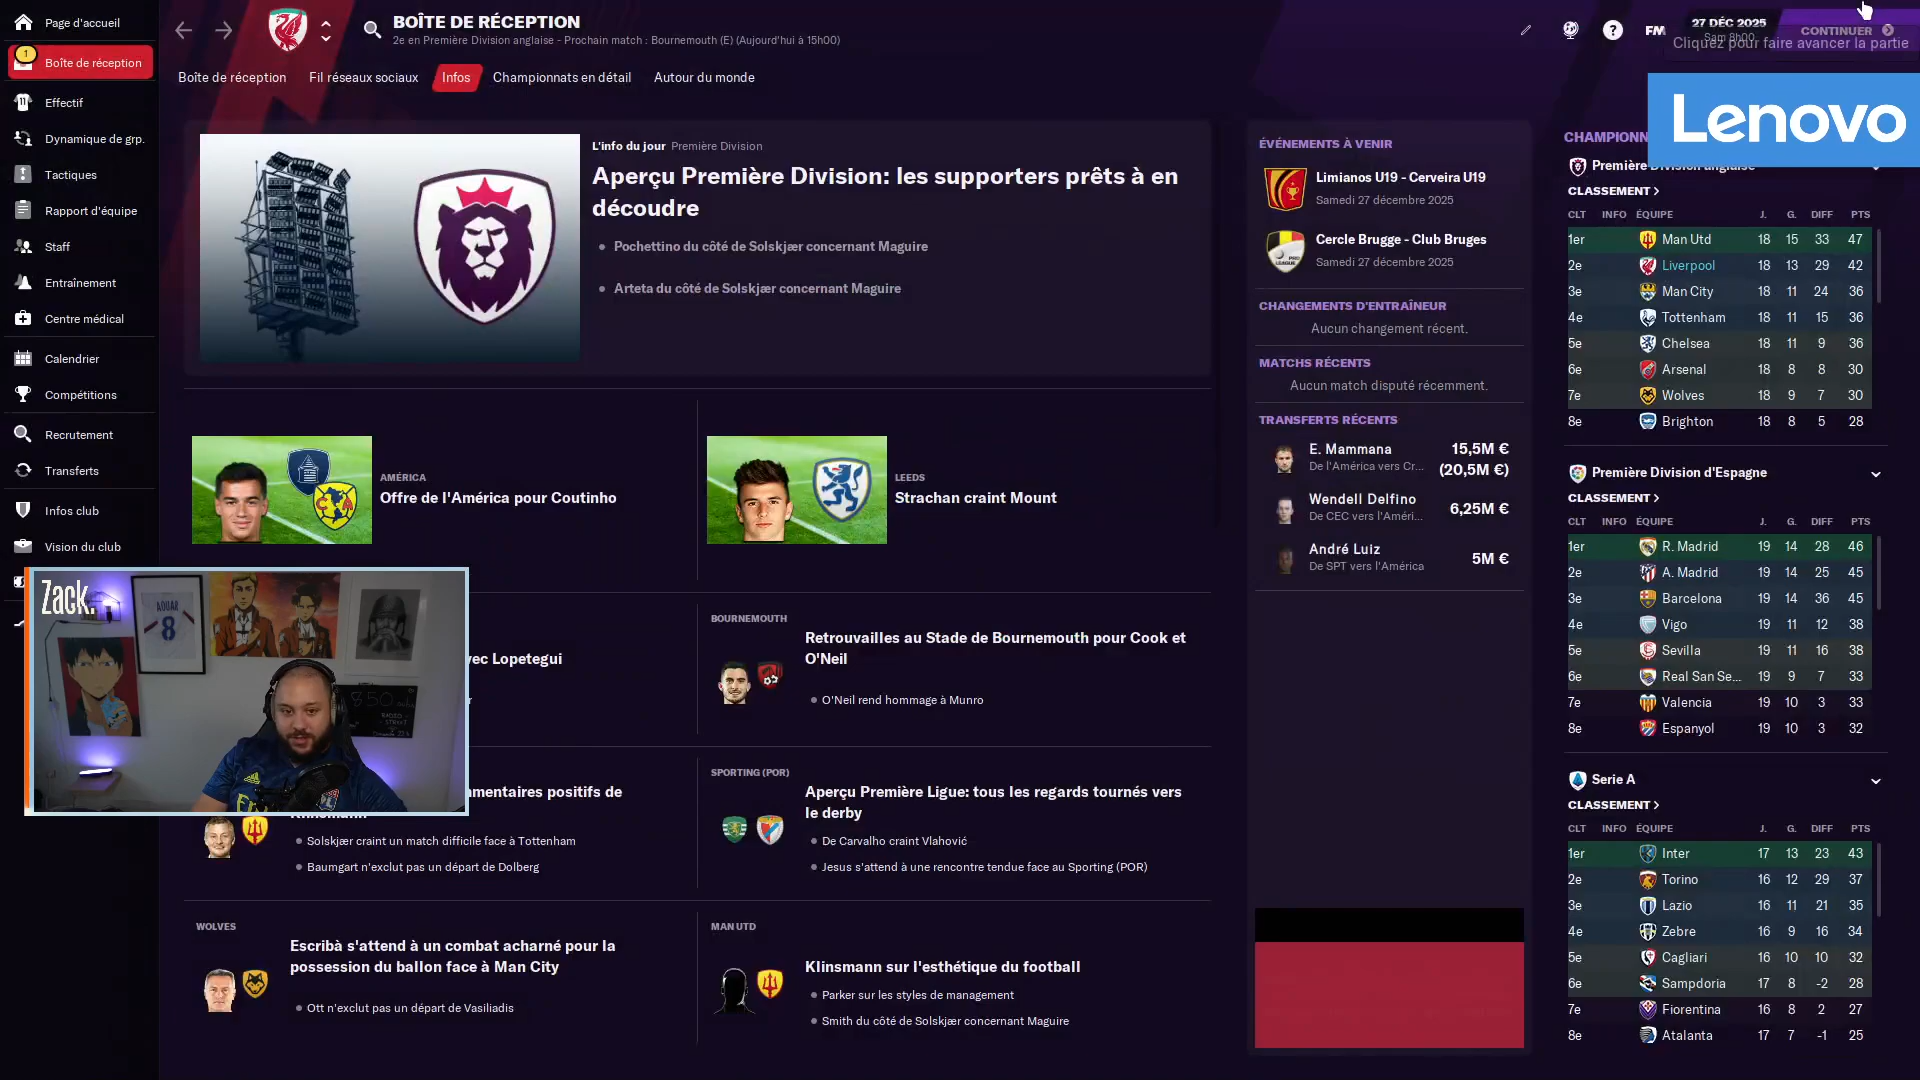 Page d'accueil
1
Boîte de réception
Effectif
Dynamique de grp.
Tactiques
Rapport d'équipe
Staff
Entraînement
Centre médical
Calendrier
Compétitions
Recrutement
Transferts
Infos club
Vision du club
BOÎTE DE RÉCEPTION
2e en Première Division anglaise - Prochain match : Bournemouth (E) (Aujourd'hui à 15h00)
FM
27 DÉC 2025
Sam 8h00
CONTINUER
Cliquez pour faire avancer la partie
Boîte de réception
Fil réseaux sociaux
Infos
Championnats en détail
Autour du monde
Lenovo
L'info du jour Première Division
Aperçu Première Division: les supporters prêts à en
découdre
Pochettino du côté de Solskjær concernant Maguire
Arteta du côté de Solskjær concernant Maguire
AMÉRICA
Offre de l'América pour Coutinho
LEEDS
Strachan craint Mount
vec Lopetegui
BOURNEMOUTH
Retrouvailles au Stade de Bournemouth pour Cook et
O'Neil
O'Neil rend hommage à Munro
Zack.
AOUAR
8
850
mmentaires positifs de
Solskjær craint un match difficile face à Tottenham
Baumgart n'exclut pas un départ de Dolberg
SPORTING (POR)
Aperçu Première Ligue: tous les regards tournés vers
le derby
De Carvalho craint Vlahović
Jesus s'attend à une rencontre tendue face au Sporting (POR)
WOLVES
Escribà s'attend à un combat acharné pour la
possession du ballon face à Man City
Ott n'exclut pas un départ de Vasiliadis
MAN UTD
Klinsmann sur l'esthétique du football
Parker sur les styles de management
Smith du côté de Solskjær concernant Maguire
ÉVÉNEMENTS À VENIR
Limianos U19 - Cerveira U19
Samedi 27 décembre 2025
Cercle Brugge - Club Bruges
Samedi 27 décembre 2025
CHANGEMENTS D'ENTRAÎNEUR
Aucun changement récent.
MATCHS RÉCENTS
Aucun match disputé récemment.
TRANSFERTS RÉCENTS
E. Mammana 15,5M €
De l'América vers Cr... (20,5M €)
Wendell Delfino 6,25M €
De CEC vers l'Améri...
André Luiz 5M €
De SPT vers l'América
CHAMPIONN
Première Division anglaise
CLASSEMENT >
CLT INFO ÉQUIPE J. G. DIFF PTS
1er Man Utd 18 15 33 47
2e Liverpool 18 13 29 42
3e Man City 18 11 24 36
4e Tottenham 18 11 15 36
5e Chelsea 18 11 9 36
6e Arsenal 18 8 8 30
7e Wolves 18 9 7 30
8e Brighton 18 8 5 28
Première Division d'Espagne
CLASSEMENT >
CLT INFO ÉQUIPE J. G. DIFF PTS
1er R. Madrid 19 14 28 46
2e A. Madrid 19 14 25 45
3e Barcelona 19 14 36 45
4e Vigo 19 11 12 38
5e Sevilla 19 11 16 38
6e Real San Se... 19 9 7 33
7e Valencia 19 10 3 33
8e Espanyol 19 10 3 32
Serie A
CLASSEMENT >
CLT INFO ÉQUIPE J. G. DIFF PTS
1er Inter 17 13 23 43
2e Torino 16 12 29 37
3e Lazio 16 11 21 35
4e Zebre 16 9 16 34
5e Cagliari 16 10 10 32
6e Sampdoria 17 8 -2 28
7e Fiorentina 16 8 2 27
8e Atalanta 17 7 -1 25